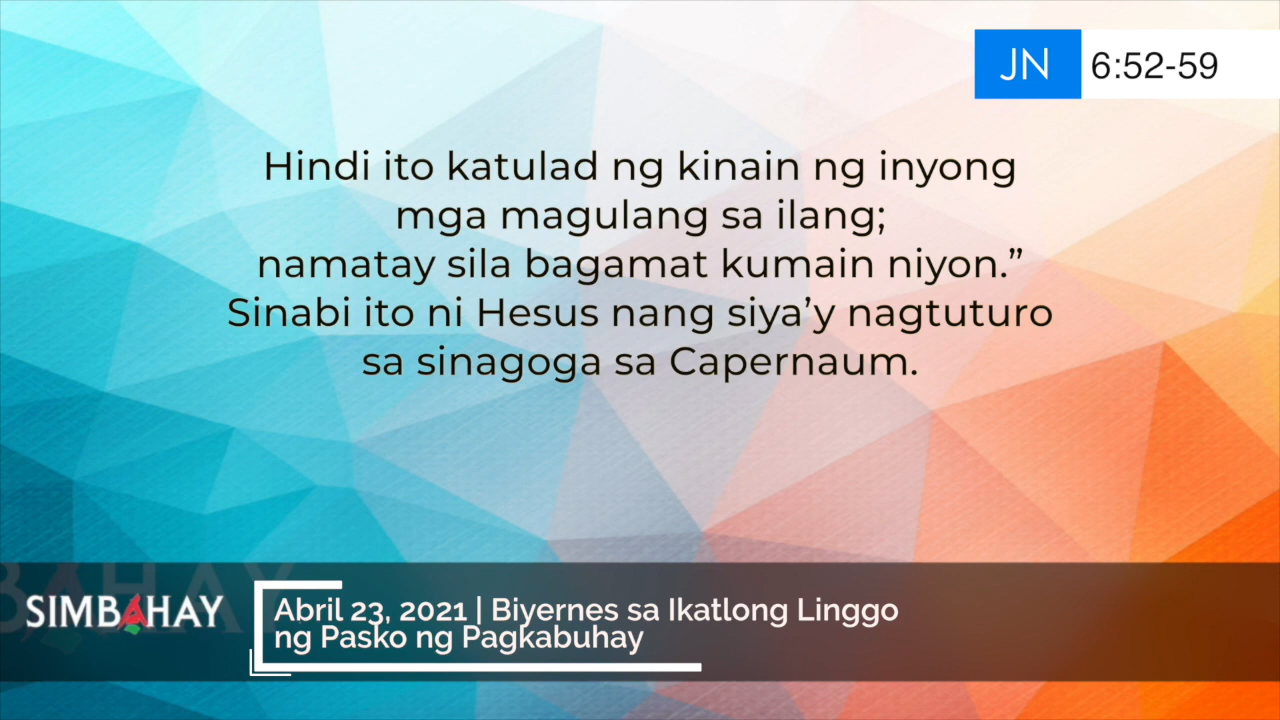 JN 6:52-59
Hindi ito katulad ng kinain ng inyong
mga magulang sa ilang;
namatay sila bagamat kumain niyon.”
Sinabi ito ni Hesus nang siya’y nagtuturo
sa sinagoga sa Capernaum.
SIMBAHAY
Abril 23, 2021 | Biyernes sa Ikatlong Linggo
ng Pasko ng Pagkabuhay